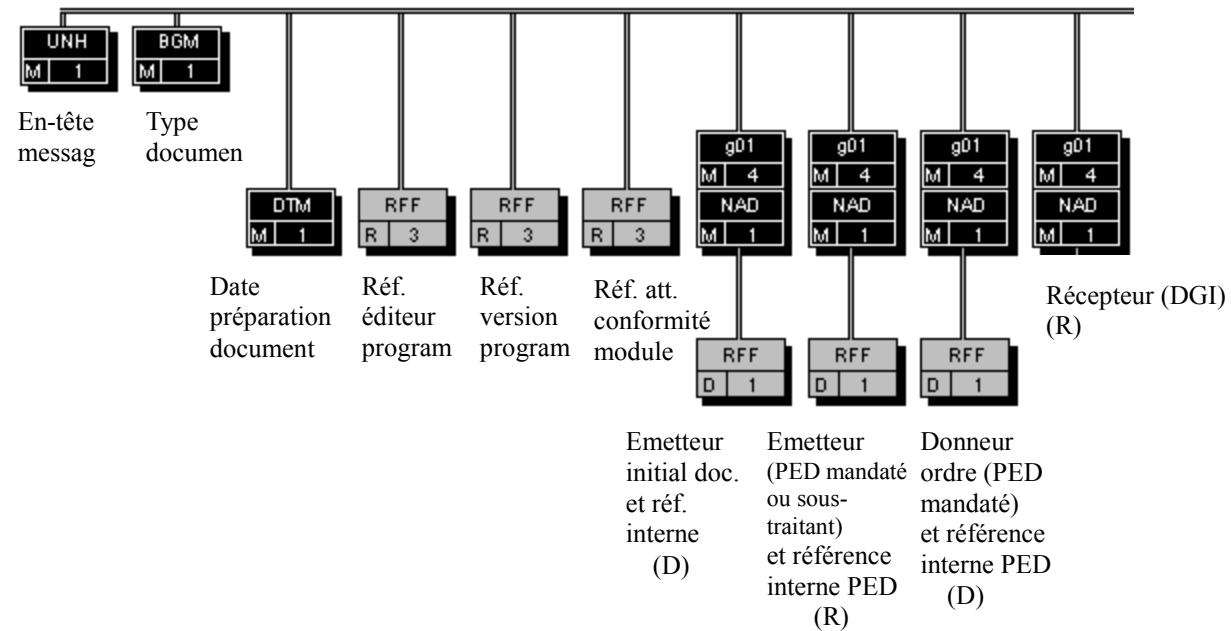 UNH
M 1
BGM
M 1
En-tête
messag
Type
documen
DTM
M 1
Date
préparation
document
RFF
R 3
Réf.
éditeur
program
RFF
R 3
Réf.
version
program
RFF
R 3
Réf. att.
conformité
module
g01
M 4
NAD
M 1
RFF
D 1
Emetteur
initial doc.
et réf.
interne
(D)
g01
M 4
NAD
M 1
RFF
D 1
Emetteur
(PED mandaté
ou sous-
traitant)
et référence
interne PED
(R)
g01
M 4
NAD
M 1
RFF
D 1
Donneur
ordre (PED
mandaté)
et référence
interne PED
(D)
g01
M 4
NAD
M 1
Récepteur (DGI)
(R)